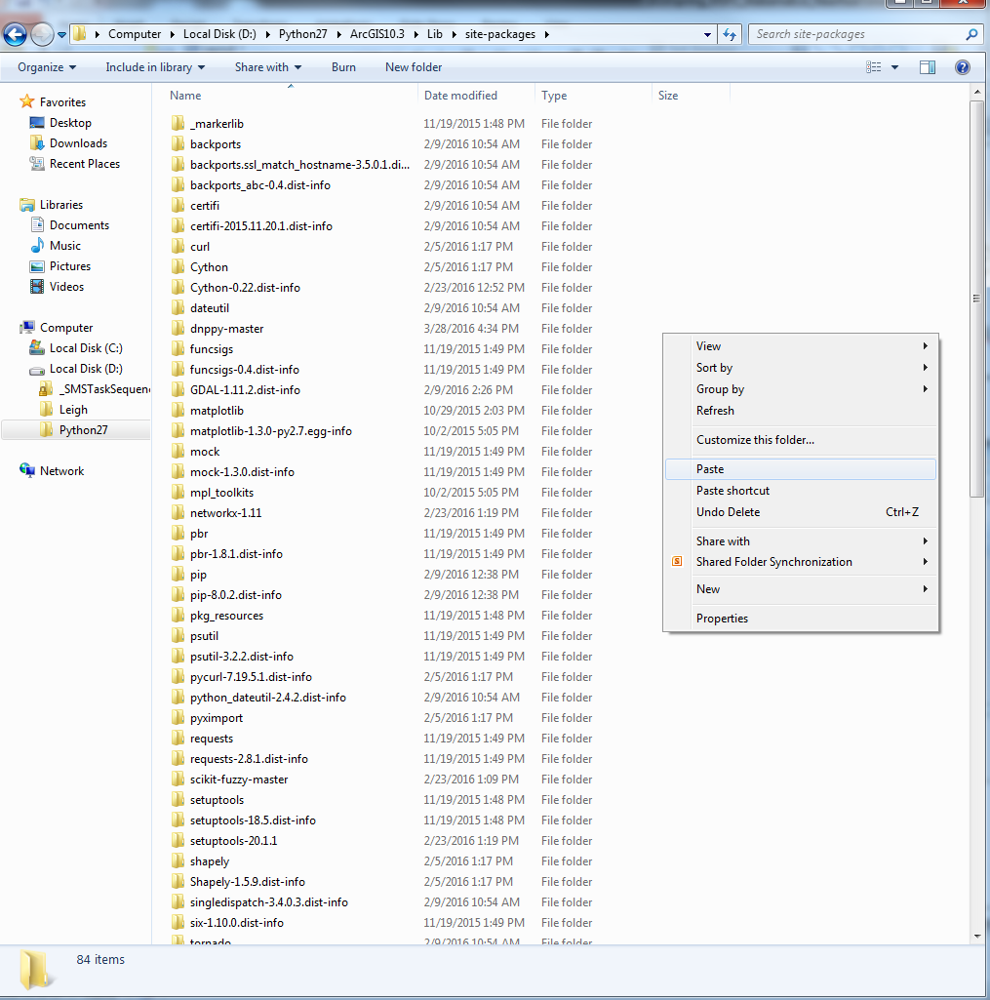 Computer Local Disk (D:) Python27 ArcGIS10.3 Lib site-packages Search site-packages
Organize Include in library Share with Burn New folder
Favorites
Desktop
Downloads
Recent Places
Libraries
Documents
Music
Pictures
Videos
Computer
Local Disk (C:)
Local Disk (D:)
_SMSTaskSequen
Leigh
Python27
Network
Name Date modified Type Size
_markerlib 11/19/2015 1:48 PM File folder
backports 2/9/2016 10:54 AM File folder
backports.ssl_match_hostname-3.5.0.1.di... 2/9/2016 10:54 AM File folder
backports_abc-0.4.dist-info 2/9/2016 10:54 AM File folder
certifi 2/9/2016 10:54 AM File folder
certifi-2015.11.20.1.dist-info 2/9/2016 10:54 AM File folder
curl 2/5/2016 1:17 PM File folder
Cython 2/5/2016 1:17 PM File folder
Cython-0.22.dist-info 2/23/2016 12:52 PM File folder
dateutil 2/9/2016 10:54 AM File folder
dnppy-master 3/28/2016 4:34 PM File folder
funcsigs 11/19/2015 1:49 PM File folder
funcsigs-0.4.dist-info 11/19/2015 1:49 PM File folder
GDAL-1.11.2.dist-info 2/9/2016 2:26 PM File folder
matplotlib 10/29/2015 2:03 PM File folder
matplotlib-1.3.0-py2.7.egg-info 10/2/2015 5:05 PM File folder
mock 11/19/2015 1:49 PM File folder
mock-1.3.0.dist-info 11/19/2015 1:49 PM File folder
mpl_toolkits 10/2/2015 5:05 PM File folder
networkx-1.11 2/23/2016 1:19 PM File folder
pbr 11/19/2015 1:49 PM File folder
pbr-1.8.1.dist-info 11/19/2015 1:49 PM File folder
pip 2/9/2016 12:38 PM File folder
pip-8.0.2.dist-info 2/9/2016 12:38 PM File folder
pkg_resources 11/19/2015 1:48 PM File folder
psutil 11/19/2015 1:49 PM File folder
psutil-3.2.2.dist-info 11/19/2015 1:49 PM File folder
pycurl-7.19.5.1.dist-info 2/5/2016 1:17 PM File folder
python_dateutil-2.4.2.dist-info 2/9/2016 10:54 AM File folder
pyximport 2/5/2016 1:17 PM File folder
requests 11/19/2015 1:49 PM File folder
requests-2.8.1.dist-info 11/19/2015 1:49 PM File folder
scikit-fuzzy-master 2/23/2016 1:09 PM File folder
setuptools 11/19/2015 1:48 PM File folder
setuptools-18.5.dist-info 11/19/2015 1:48 PM File folder
setuptools-20.1.1 2/23/2016 1:19 PM File folder
shapely 2/5/2016 1:17 PM File folder
Shapely-1.5.9.dist-info 2/5/2016 1:17 PM File folder
singledispatch-3.4.0.3.dist-info 2/9/2016 10:54 AM File folder
six-1.10.0.dist-info 11/19/2015 1:49 PM File folder
tornado 2/9/2016 10:54 AM File folder
View
Sort by
Group by
Refresh
Customize this folder...
Paste
Paste shortcut
Undo Delete Ctrl+Z
Share with
Shared Folder Synchronization
New
Properties
84 items